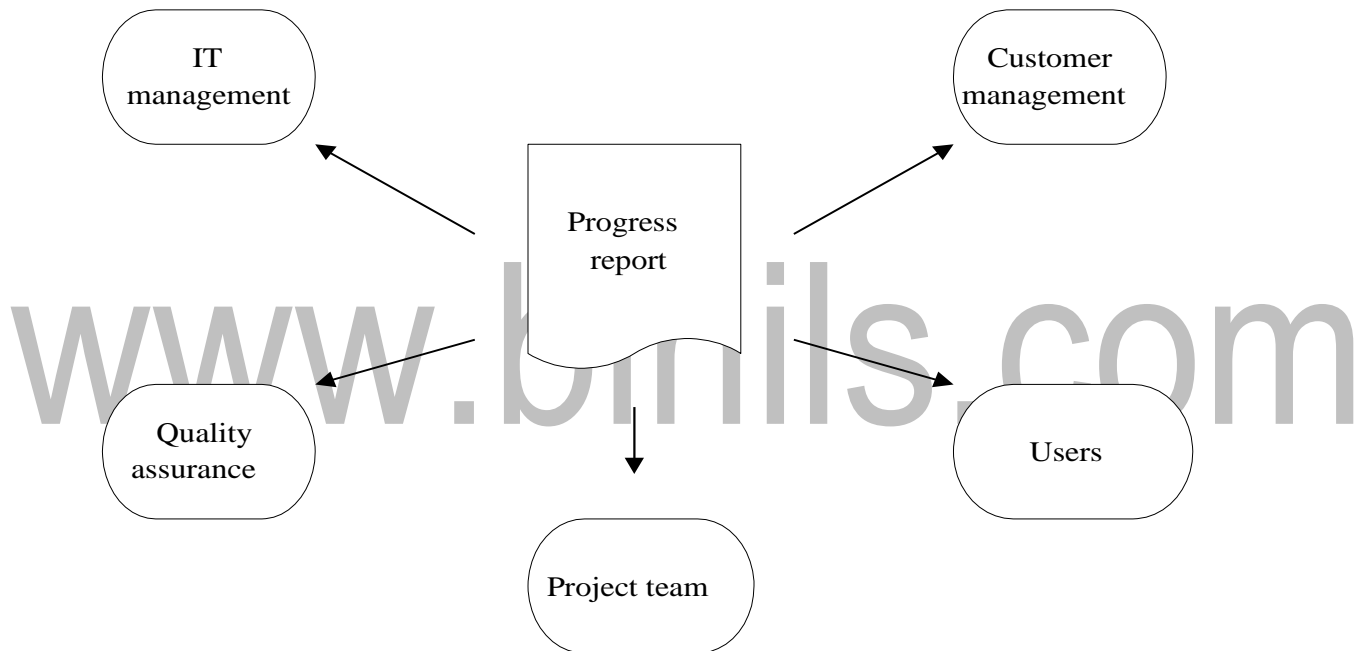 IT
management
Customer
management
Progress
report
www.binils.com
Quality
assurance
Users
Project team